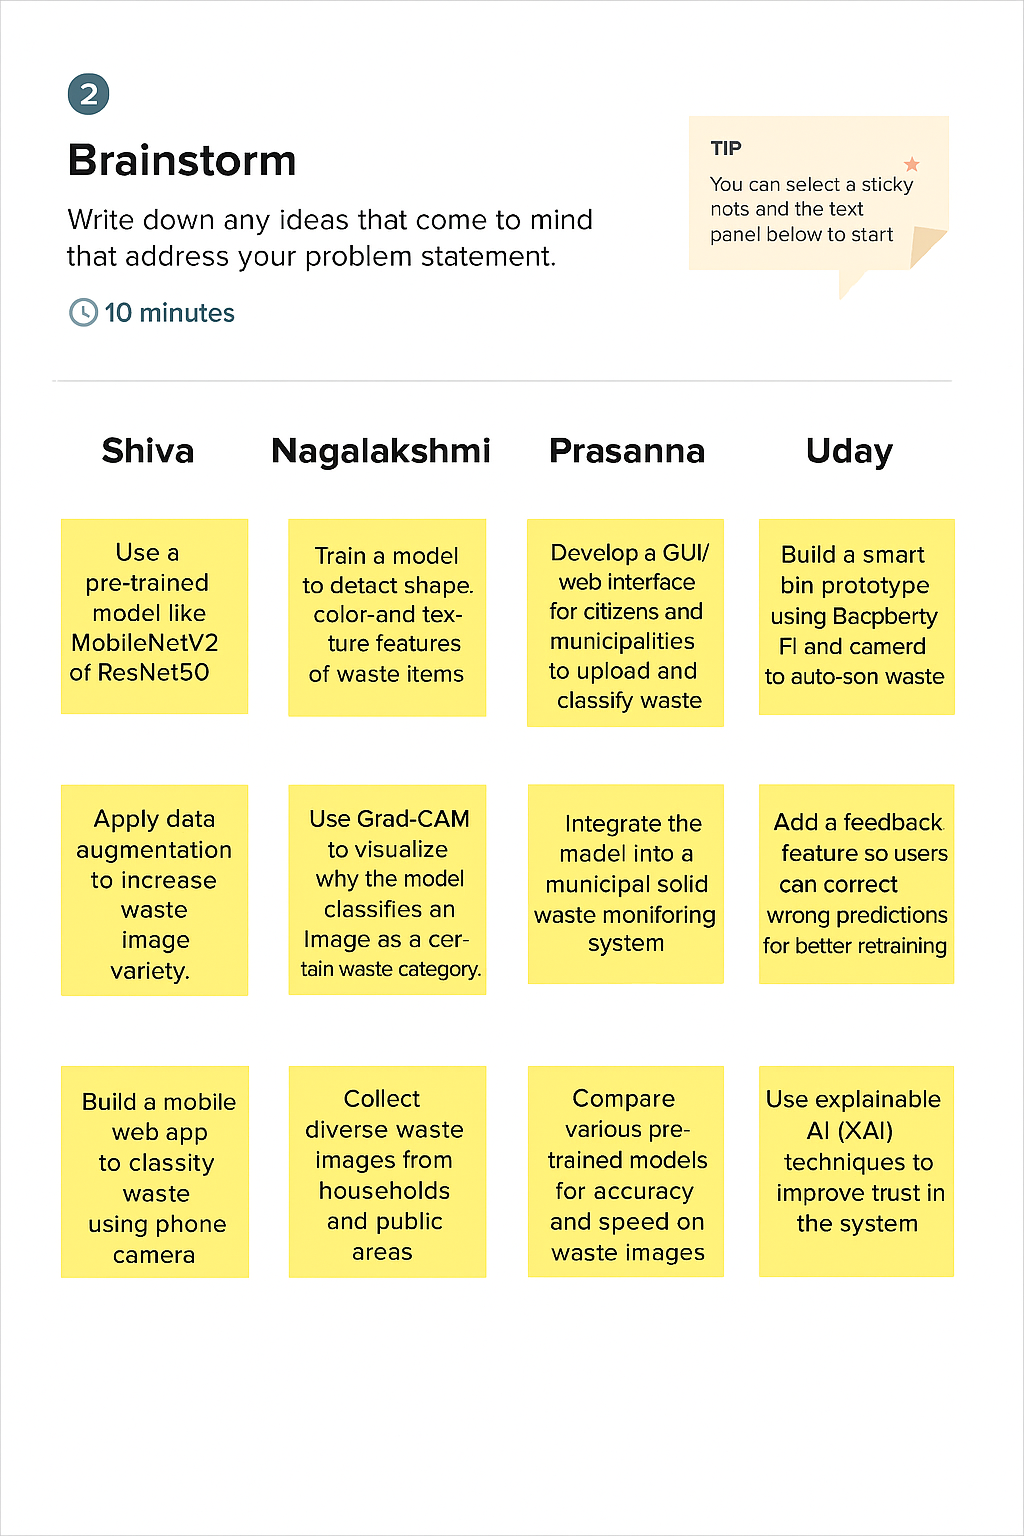 2
Brainstorm
Write down any ideas that come to mind
that address your problem statement.
10 minutes
TIP
You can select a sticky
nots and the text
panel below to start
Shiva
Nagalakshmi
Prasanna
Uday
Use a
pre-trained
model like
MobileNetV2
of ResNet50
Train a model
to detact shape.
color-and tex-
ture features
of waste items
Develop a GUI/
web interface
for citizens and
municipalities
to upload and
classify waste
Build a smart
bin prototype
using Bacpberty
FI and camerd
to auto-son waste
Apply data
augmentation
to increase
waste
image
variety.
Use Grad-CAM
to visualize
why the model
classifies an
Image as a cer-
tain waste category.
Integrate the
madel into a
municipal solid
waste moniforing
system
Add a feedback.
feature so users
can correct
wrong predictions
for better retraining
Build a mobile
web app
to classity
waste
using phone
camera
Collect
diverse waste
images from
households
and public
areas
Compare
various pre-
trained models
for accuracy
and speed on
waste images
Use explainable
AI (XAI)
techniques to
improve trust in
the system